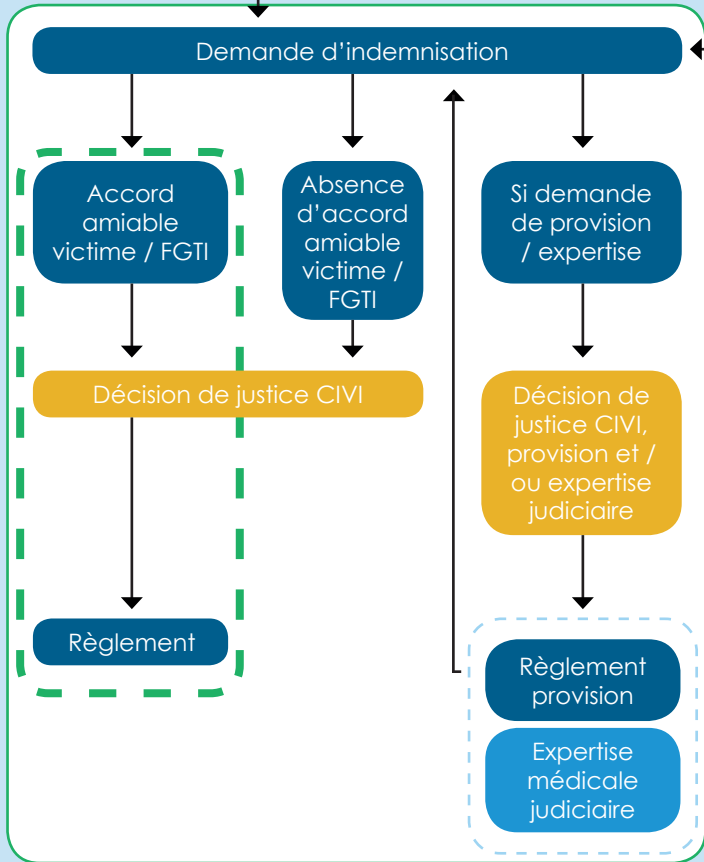 Demande d’indemnisation
Accord
amiable
victime / FGTI
Absence
d’accord
amiable
victime /
FGTI
Si demande
de provision
/ expertise
Décision de justice CIVI
Décision de
justice CIVI,
provision et /
ou expertise
judiciaire
Règlement
Règlement
provision
Expertise
médicale
judiciaire